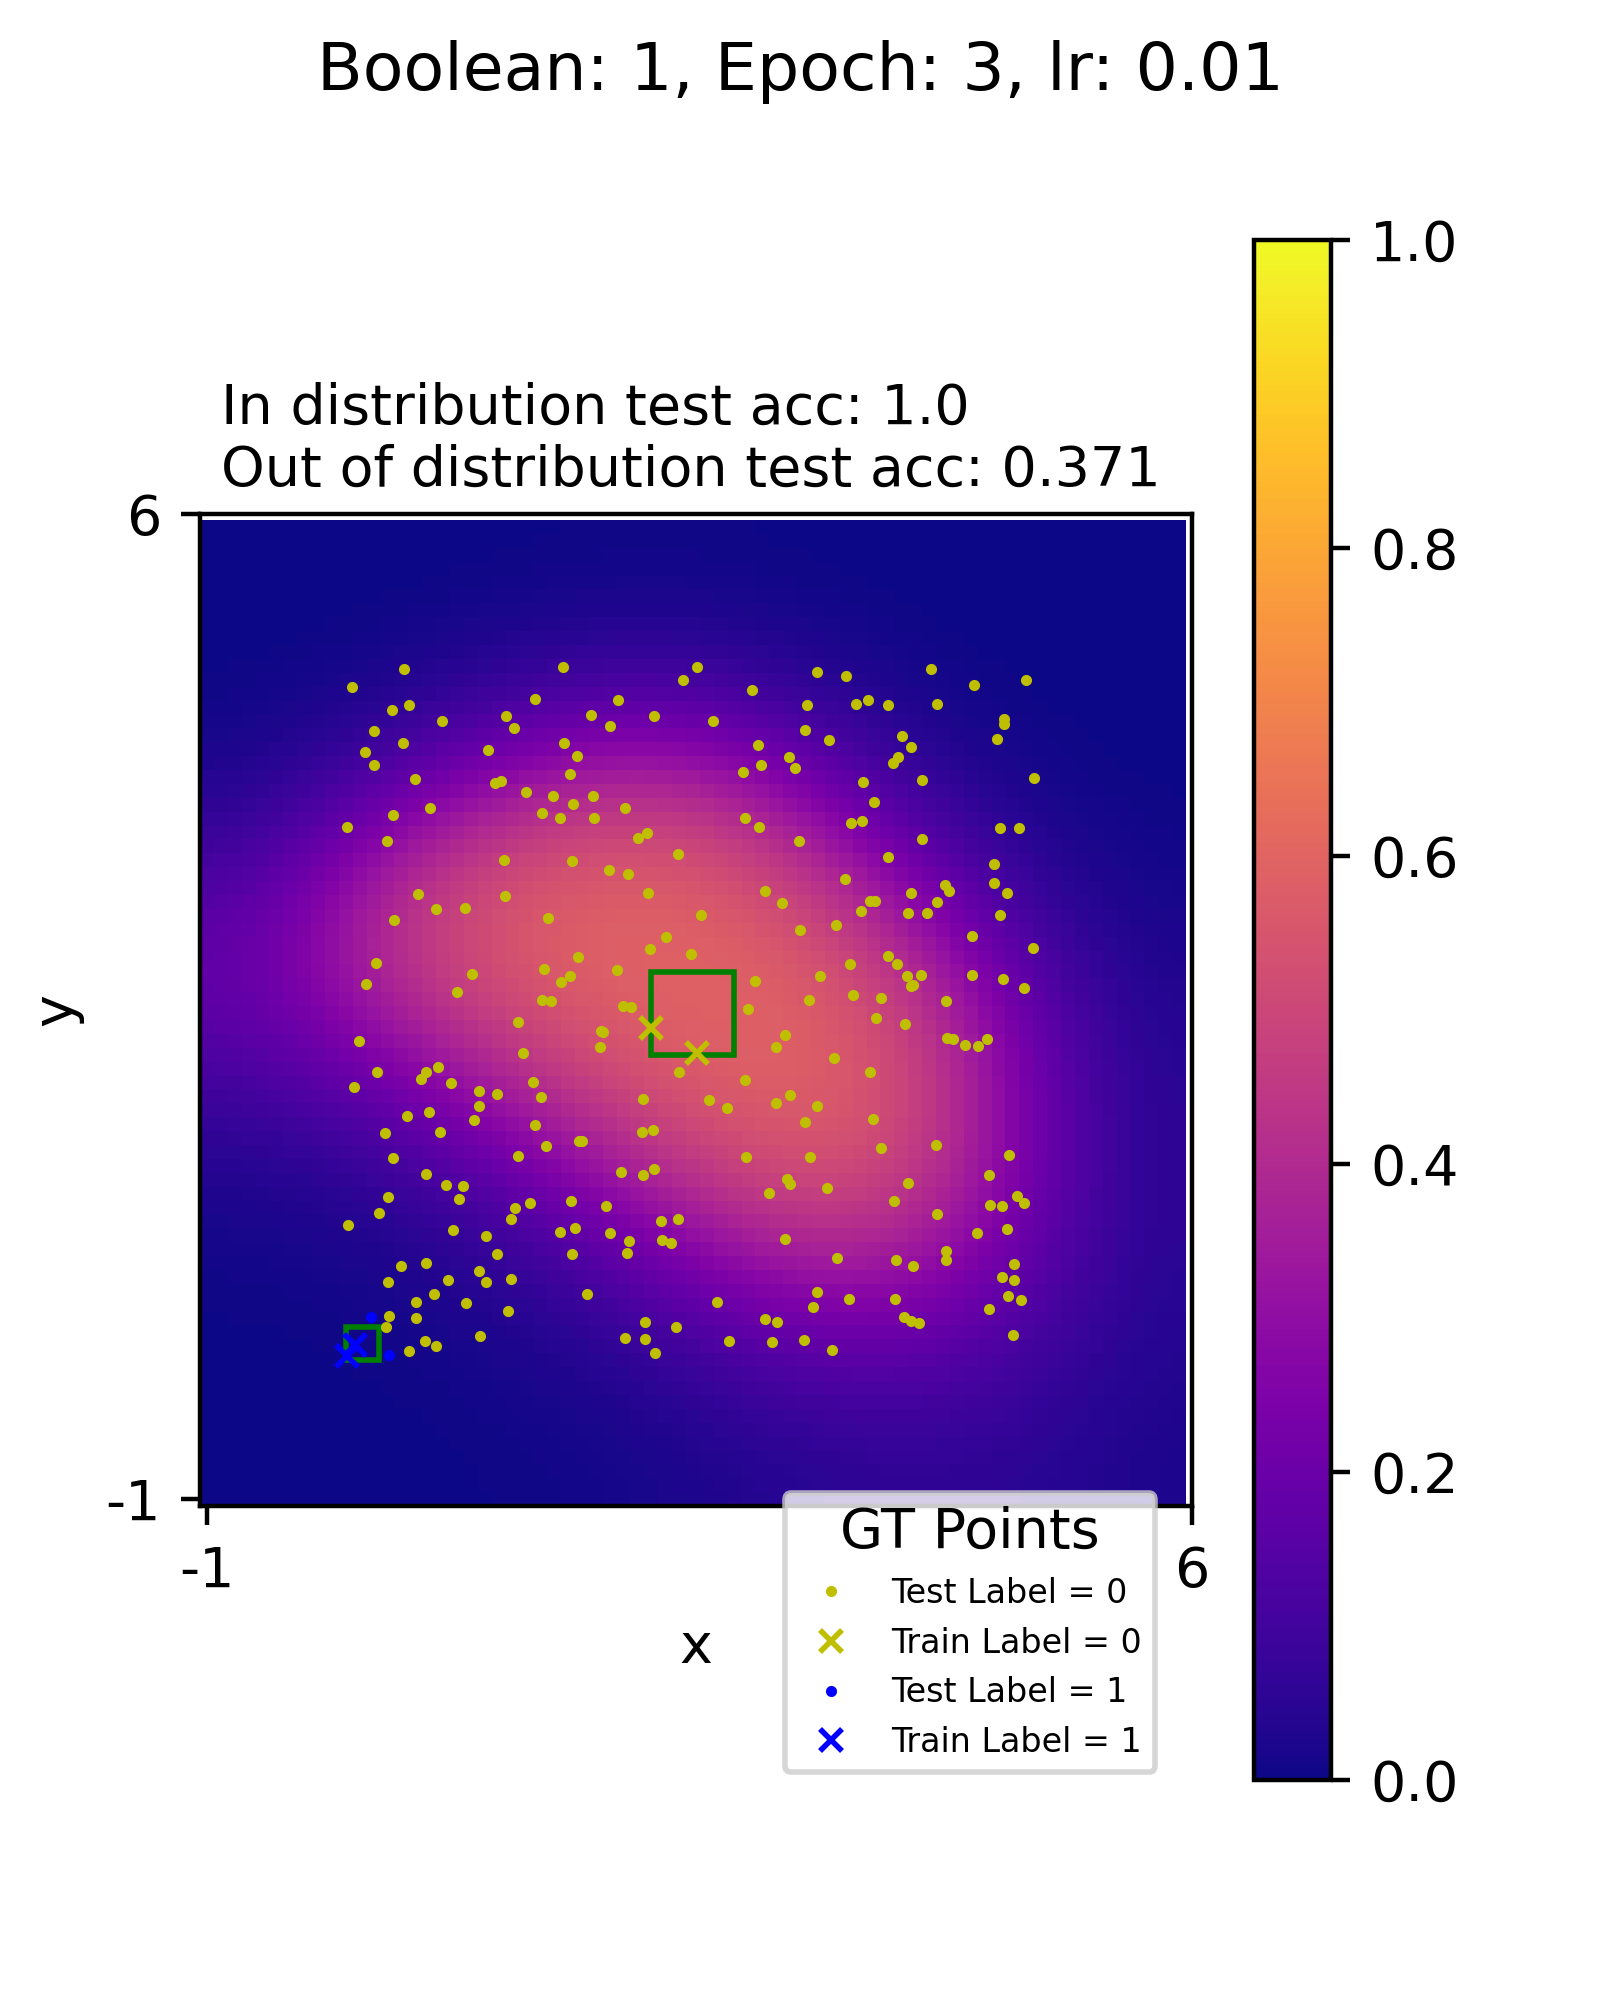 Boolean: 1, Epoch: 3, lr: 0.01
1.0
In distribution test acc: 1.0
Out of distribution test acc: 0.371
6
0.8
0.6
y
0.4
0.2
-1
-1
6
x
GT Points
Test Label = 0
Train Label = 0
Test Label = 1
Train Label = 1
0.0